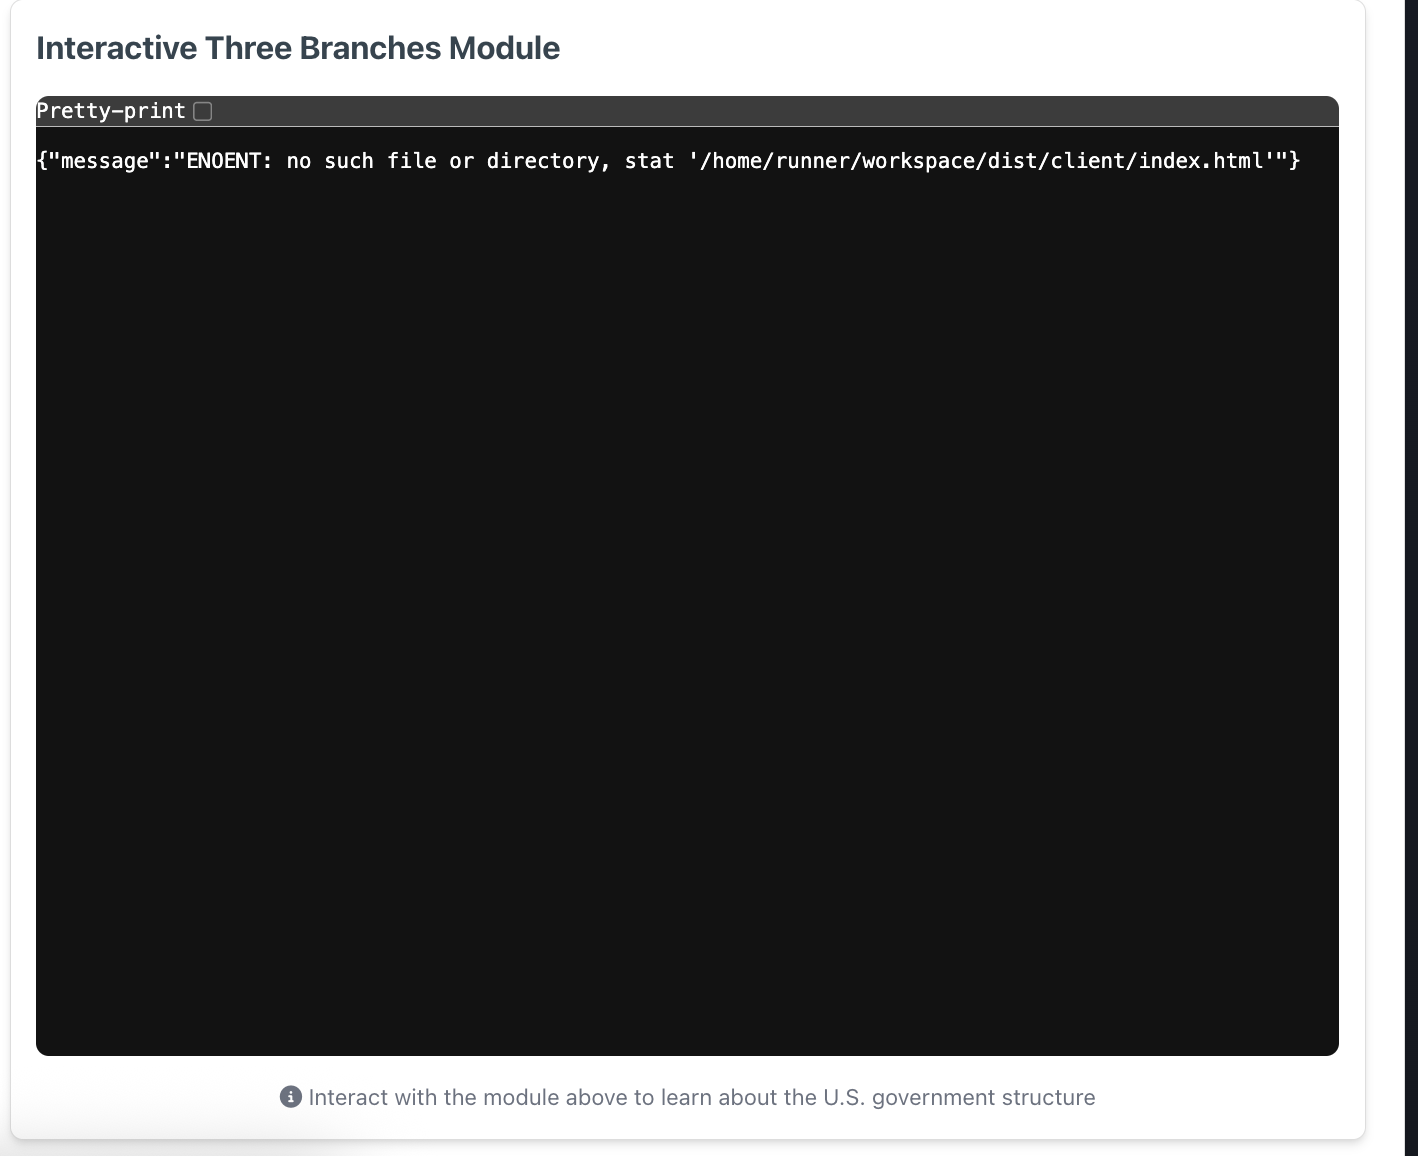 Interactive Three Branches Module
Pretty-print
{"message":"ENOENT: no such file or directory, stat '/home/runner/workspace/dist/client/index.html'"}
Interact with the module above to learn about the U.S. government structure